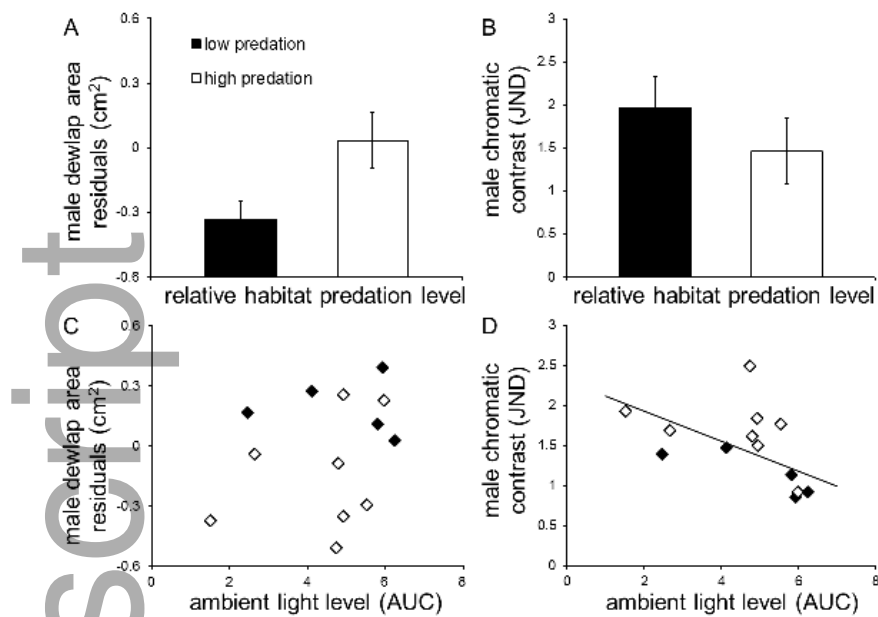 A
0.6
0.3
0
-0.3
-0.6
male dewlap area
residuals (cm²)
low predation
high predation
relative habitat predation level
B
3
2.5
2
1.5
1
0.5
0
male chromatic
contrast (JND)
relative habitat predation level
C
0.6
0.3
0
-0.3
-0.6
male dewlap area
residuals (cm²)
0 2 4 6 8
ambient light level (AUC)
D
3
2.5
2
1.5
1
0.5
0
male chromatic
contrast (JND)
0 2 4 6 8
ambient light level (AUC)
script